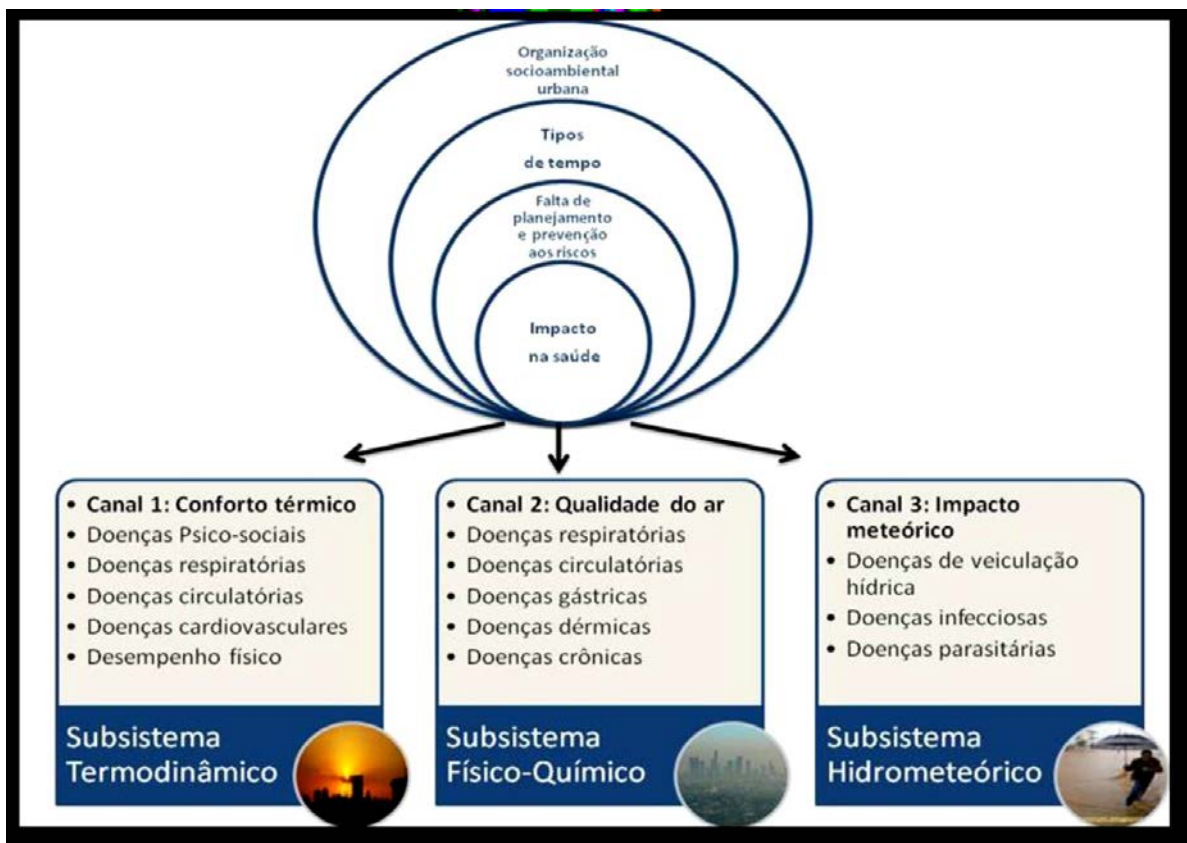 Organização
socioambiental
urbana
Tipos
de tempo
Falta de
planejamento
e prevenção
aos riscos
Impacto
na saúde
• Canal 1: Conforto térmico
• Doenças Psico-sociais
• Doenças respiratórias
• Doenças circulatórias
• Doenças cardiovasculares
• Desempenho físico
Subsistema
Termodinâmico
• Canal 2: Qualidade do ar
• Doenças respiratórias
• Doenças circulatórias
• Doenças gástricas
• Doenças dérmicas
• Doenças crônicas
Subsistema
Físico-Químico
• Canal 3: Impacto
meteórico
• Doenças de veiculação
hídrica
• Doenças infecciosas
• Doenças parasitárias
Subsistema
Hidrometeórico